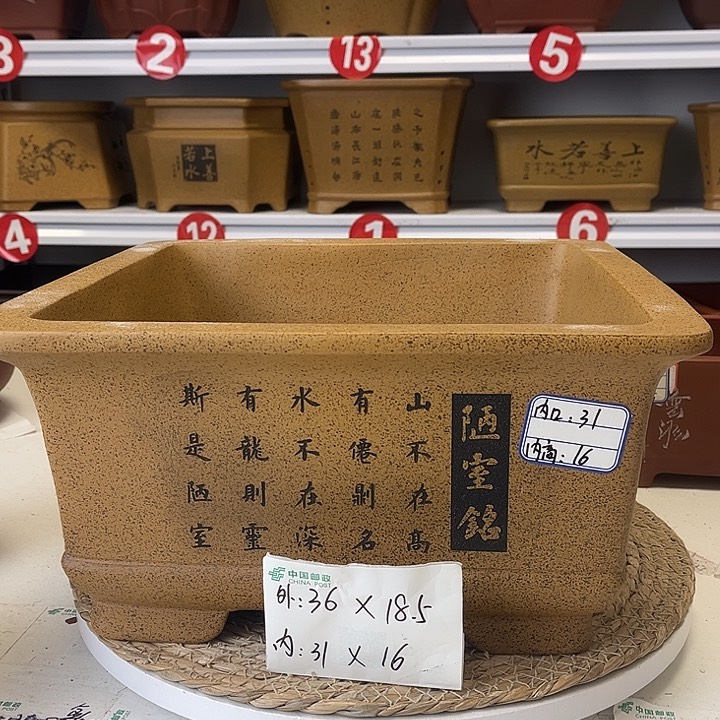 3
2
13
5
上善
若水
上善若水
4
12
1
6
陋室銘
山不在高
有僊則名
水不在深
有龍則靈
斯是陋室
内口:31
内高:16
中国邮政
CHINA POST
外:36×18.5
内:31×16